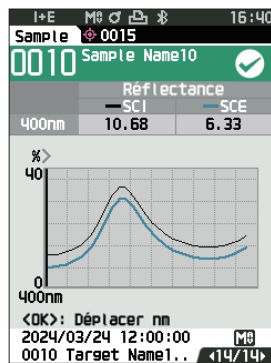 I+E M 16:40
Sample 0015
0010 Sample Name10
Réflectance
SCI SCE
400nm 10.68 6.33
%>
40
0
400nm
<OK>: Déplacer nm
2024/03/24 12:00:00 M
0010 Target Name1.. 14/14